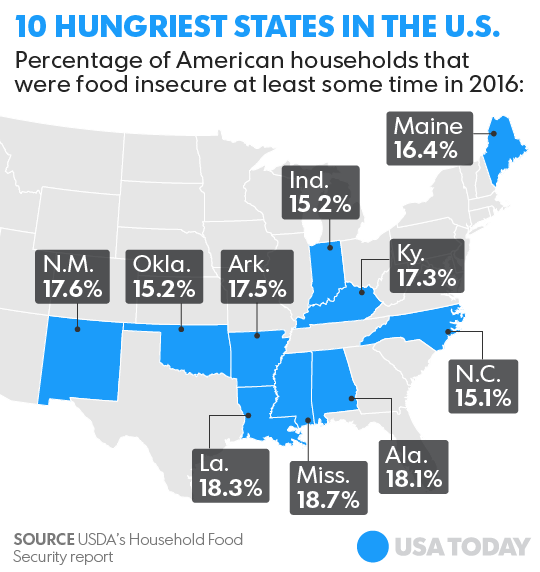 10 HUNGRIEST STATES IN THE U.S.
Percentage of American households that
were food insecure at least some time in 2016:
Maine
16.4%
Ind.
15.2%
Ky.
17.3%
N.M.
17.6%
Okla.
15.2%
Ark.
17.5%
N.C.
15.1%
La.
18.3%
Miss.
18.7%
Ala.
18.1%
SOURCE USDA's Household Food
Security report
USA TODAY